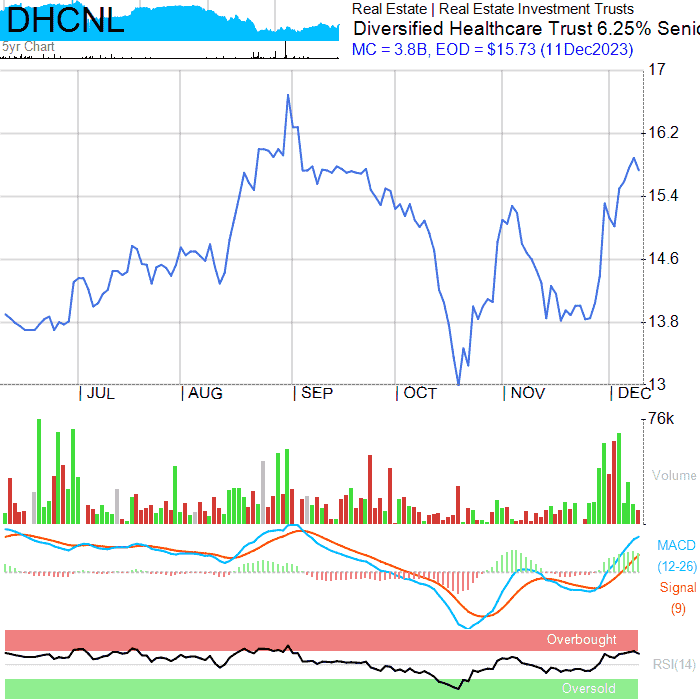 DHCNL
5yr Chart
Real Estate | Real Estate Investment Trusts
Diversified Healthcare Trust 6.25% Senio
MC = 3.8B, EOD = $15.73 (11Dec2023)
17
16.2
15.4
14.6
13.8
13
|JUL
|AUG
|SEP
|OCT
|NOV
|DEC
76k
Volume
MACD
(12-26)
Signal
(9)
Overbought
RSI(14)
Oversold